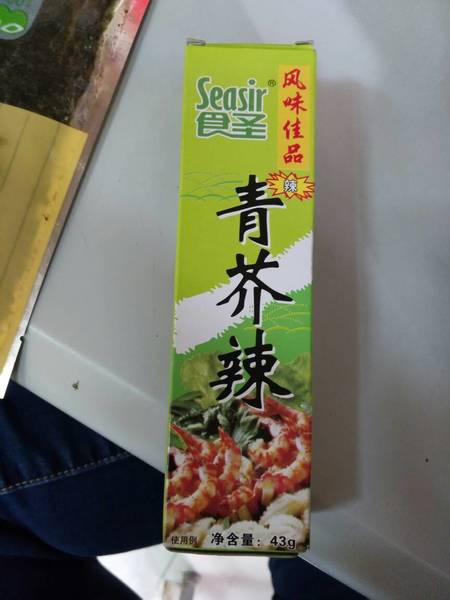 Seasir®
食圣
风味佳品
辣
青芥辣
使用例
净含量：43g